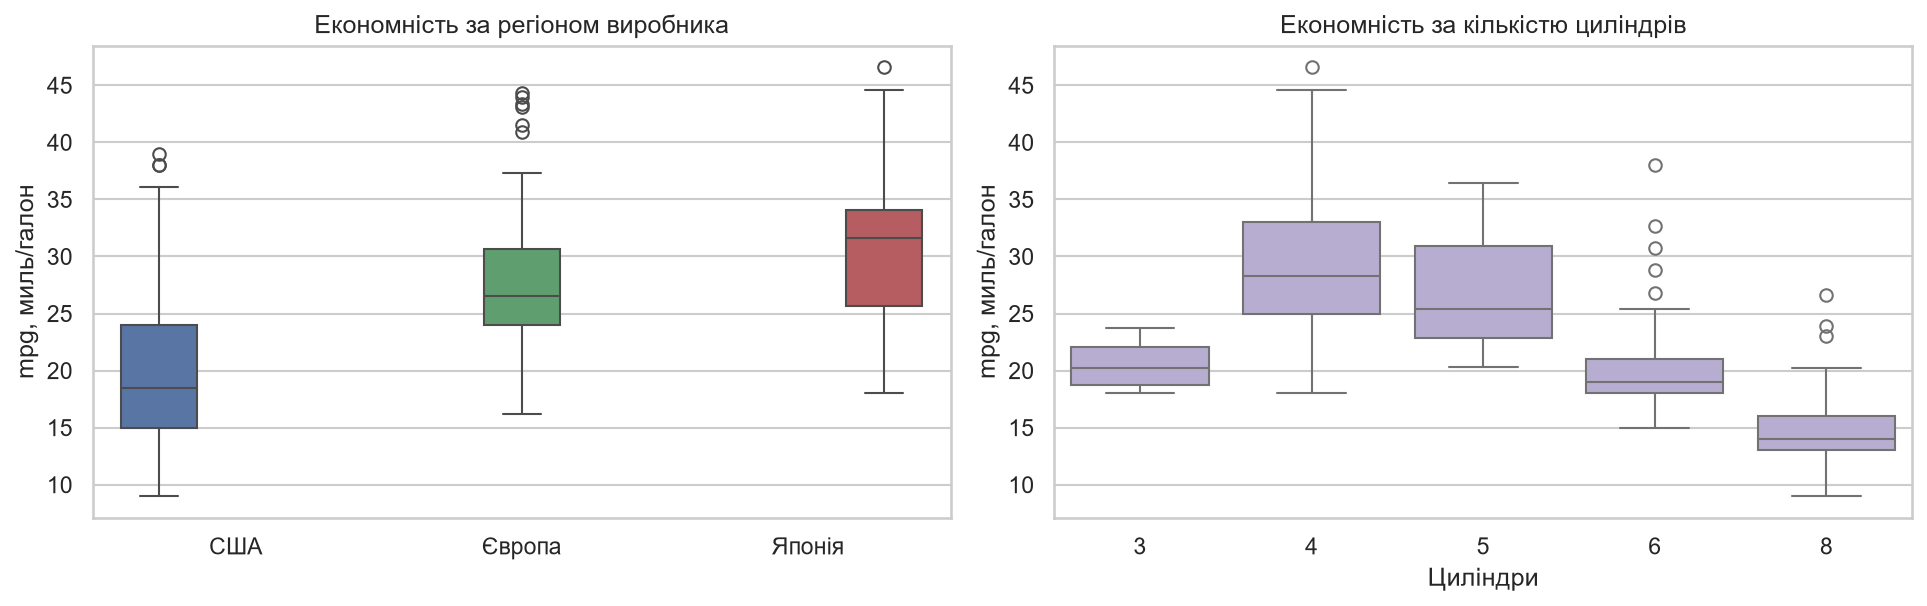 Економність за регіоном виробника
mpg, миль/галон
45
40
35
30
25
20
15
10
США
Європа
Японія
Економність за кількістю циліндрів
mpg, миль/галон
45
40
35
30
25
20
15
10
3
4
5
6
8
Циліндри